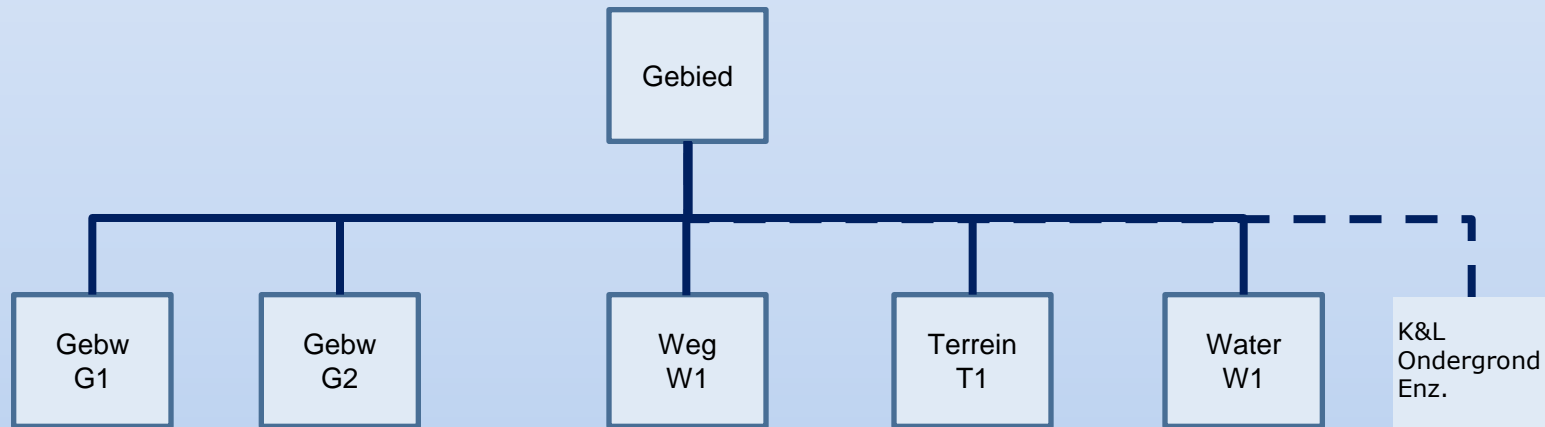 Gebied
Gebw
G1
Gebw
G2
Weg
W1
Terrein
T1
Water
W1
K&L
Ondergrond
Enz.